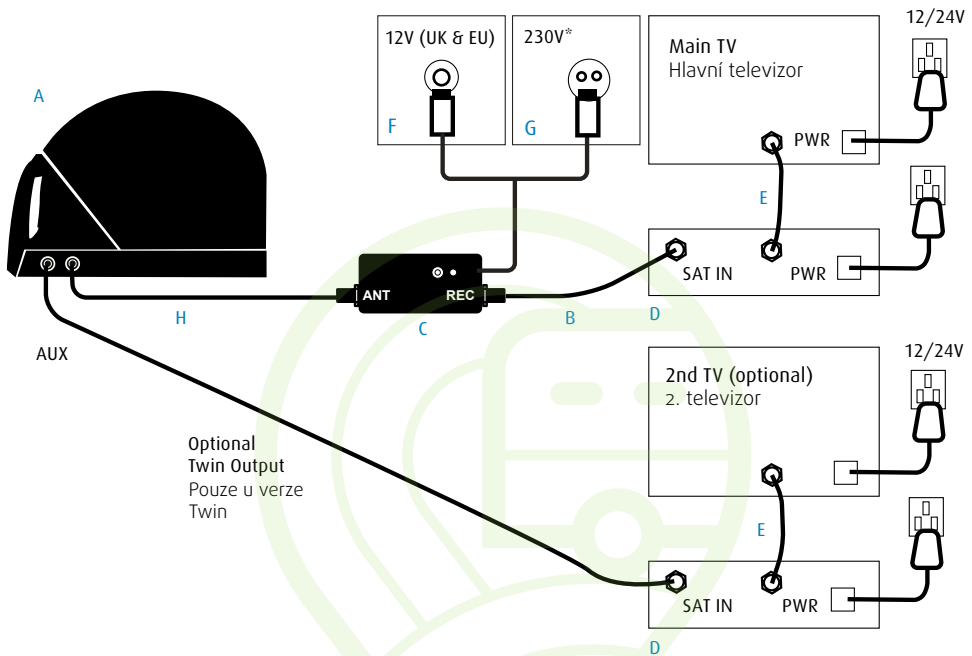 12V (UK & EU)
F
230V*
G
Main TV
Hlavní televizor
PWR
12/24V
A
E
SAT IN
PWR
D
ANT
REC
C
B
H
AUX
Optional
Twin Output
Pouze u verze
Twin
2nd TV (optional)
2. televizor
12/24V
E
SAT IN
PWR
D